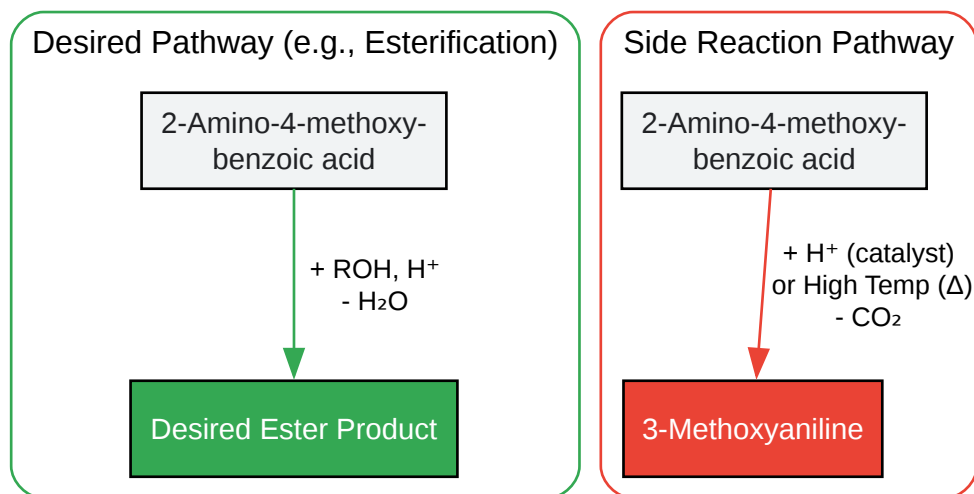 Desired Pathway (e.g., Esterification)
2-Amino-4-methoxy-
benzoic acid
+ ROH, H⁺
- H₂O
Desired Ester Product
Side Reaction Pathway
2-Amino-4-methoxy-
benzoic acid
+ H⁺ (catalyst)
or High Temp (Δ)
- CO₂
3-Methoxyaniline